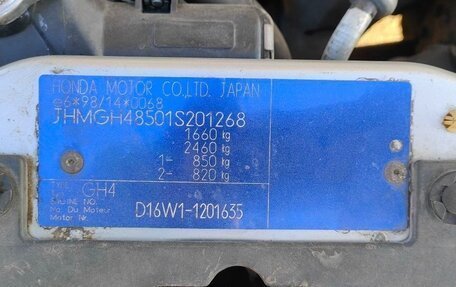 HONDA MOTOR CO.,LTD. JAPAN
e6*98/14*0068
JHMGH48501S201268
1660 kg
2460 kg
1- 850 kg
2- 820 kg
TYPE GH4
ENGINE NO.
No. Du Moteur
Motor Nr.
D16W1-1201635